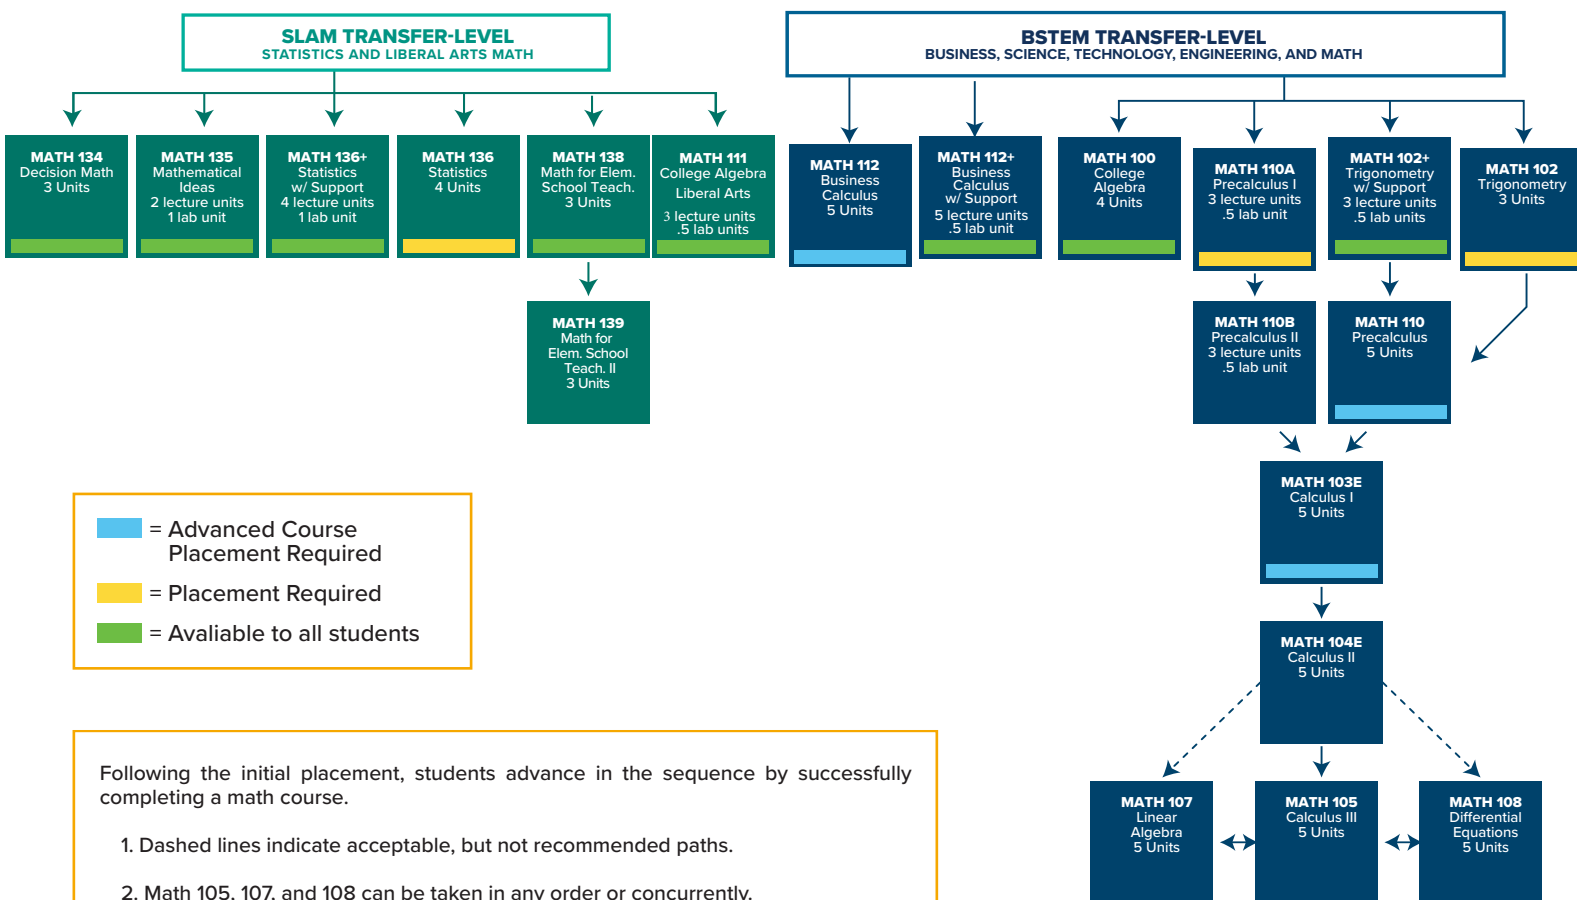 SLAM TRANSFER-LEVEL
STATISTICS AND LIBERAL ARTS MATH
BSTEM TRANSFER-LEVEL
BUSINESS, SCIENCE, TECHNOLOGY, ENGINEERING, AND MATH
MATH 134
Decision Math
3 Units
MATH 135
Mathematical
Ideas
2 lecture units
1 lab unit
MATH 136+
Statistics
w/ Support
4 lecture units
1 lab unit
MATH 136
Statistics
4 Units
MATH 138
Math for Elem.
School Teach.
3 Units
MATH 111
College Algebra
Liberal Arts
3 lecture units
.5 lab units
MATH 112
Business
Calculus
5 Units
MATH 112+
Business
Calculus
w/ Support
5 lecture units
.5 lab unit
MATH 100
College
Algebra
4 Units
MATH 110A
Precalculus I
3 lecture units
.5 lab unit
MATH 102+
Trigonometry
w/ Support
3 lecture units
.5 lab units
MATH 102
Trigonometry
3 Units
MATH 139
Math for
Elem. School
Teach. II
3 Units
MATH 110B
Precalculus II
3 lecture units
.5 lab unit
MATH 110
Precalculus
5 Units
MATH 103E
Calculus I
5 Units
= Advanced Course
Placement Required
= Placement Required
= Avaliable to all students
MATH 104E
Calculus II
5 Units
Following the initial placement, students advance in the sequence by successfully
completing a math course.
1. Dashed lines indicate acceptable, but not recommended paths.
2. Math 105, 107, and 108 can be taken in any order or concurrently.
MATH 107
Linear
Algebra
5 Units
MATH 105
Calculus III
5 Units
MATH 108
Differential
Equations
5 Units